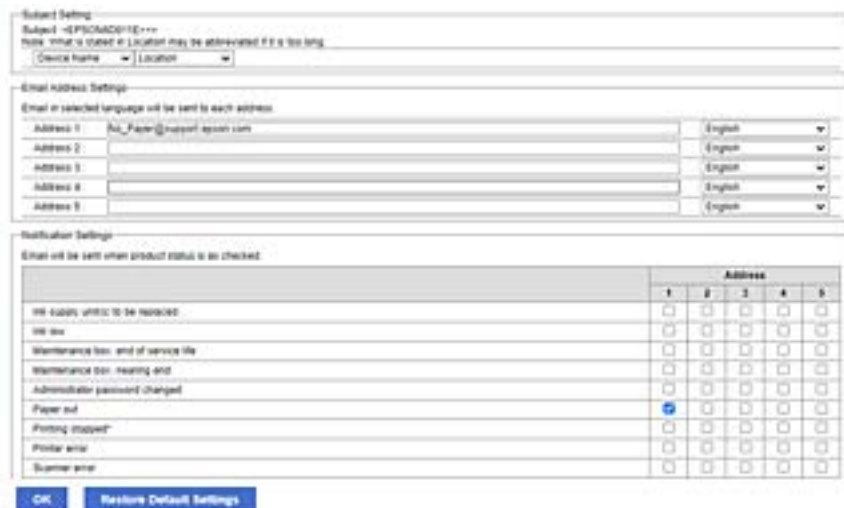 Subject Setting
Note: What is stated in Location may be abbreviated if it is too long.
Device Name Location
Email Address Settings
Email in selected language will be sent to each address.
Address 1 No_Paper@support.epson.com English
Address 2 English
Address 3 English
Address 4 English
Address 5 English
Notification Settings
Email will be sent when product status is as checked.
Address
1 2 3 4 5
Ink supply unit(s) to be replaced
Ink low
Maintenance box: end of service life
Maintenance box: nearing end
Administrator password changed
Paper out
Printing stopped*
Printer error
Scanner error
OK Restore Default Settings